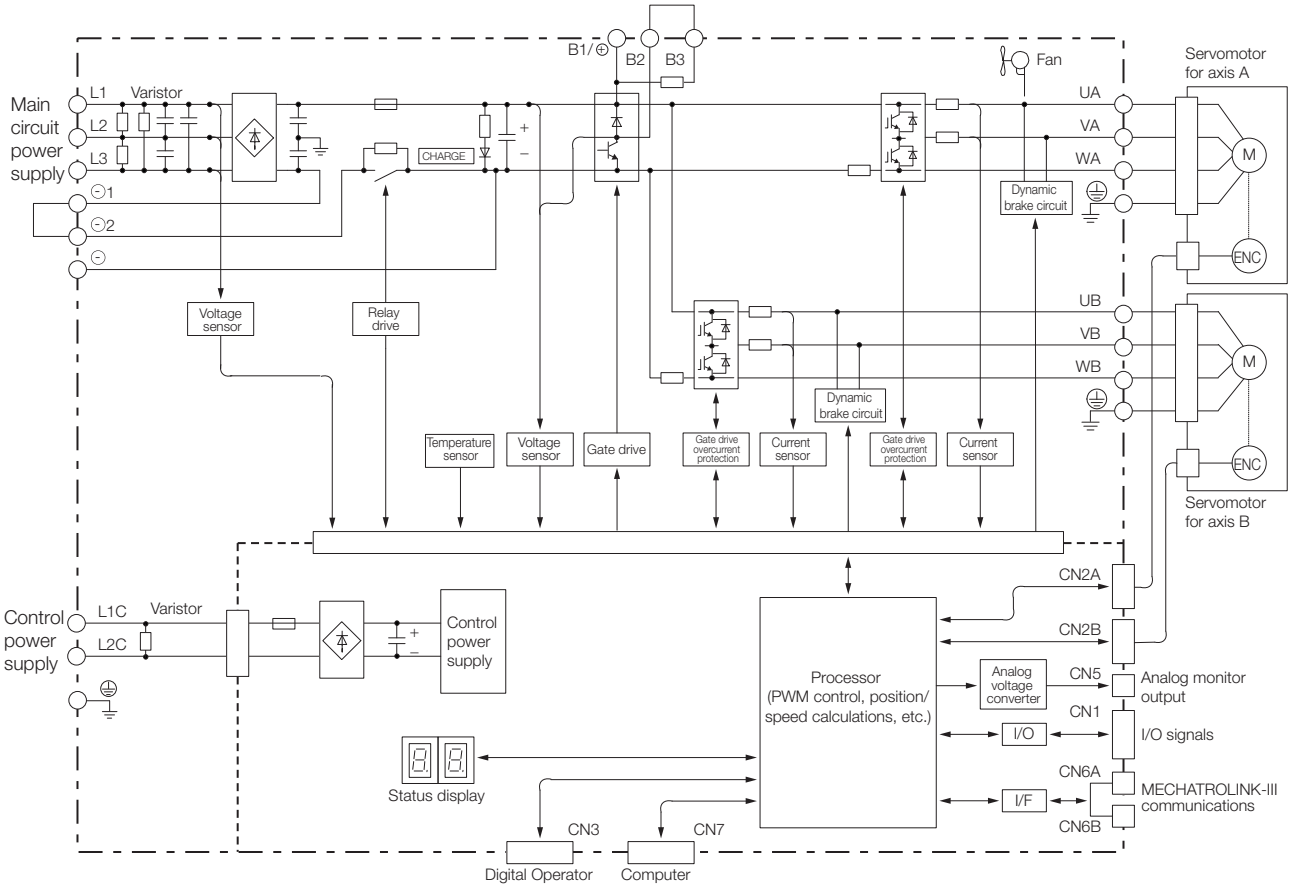 B1/⊕
B2
B3
Fan
Servomotor
for axis A
Main
circuit
power
supply
L1
Varistor
L2
L3
⊖1
⊖2
⊖
CHARGE
+
–
UA
VA
WA
M
ENC
Dynamic
brake circuit
Voltage
sensor
Relay
drive
UB
VB
WB
M
ENC
Dynamic
brake circuit
Temperature
sensor
Voltage
sensor
Gate drive
Gate drive
overcurrent
protection
Current
sensor
Gate drive
overcurrent
protection
Current
sensor
Servomotor
for axis B
Control
power
supply
L1C
Varistor
L2C
+
–
Control
power
supply
Processor
(PWM control, position/
speed calculations, etc.)
CN2A
CN2B
Analog
voltage
converter
CN5
Analog monitor
output
CN1
I/O
I/O signals
CN6A
I/F
MECHATROLINK-III
communications
CN6B
8.
8.
Status display
CN3
CN7
Digital Operator
Computer